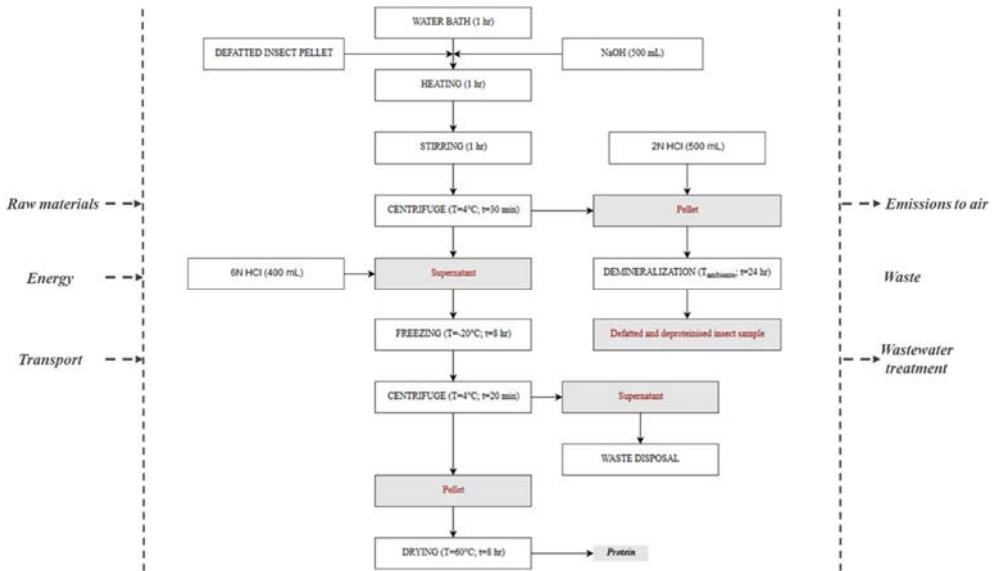 WATER BATH (1 hr)
DEFATTED INSECT PELLET
NaOH (500 mL)
HEATING (1 hr)
STIRRING (1 hr)
2N HCl (500 mL)
Raw materials
CENTRIFUGE (T=4°C; t=30 min)
Pellet
Emissions to air
Energy
6N HCl (400 mL)
Supernatant
DEMINERALIZATION (Tambiente; t=24 hr)
Waste
FREEZING (T=-20°C; t=8 hr)
Defatted and deproteinised insect sample
Transport
Wastewater
treatment
CENTRIFUGE (T=4°C; t=20 min)
Supernatant
WASTE DISPOSAL
Pellet
DRYING (T=60°C; t=8 hr)
Protein